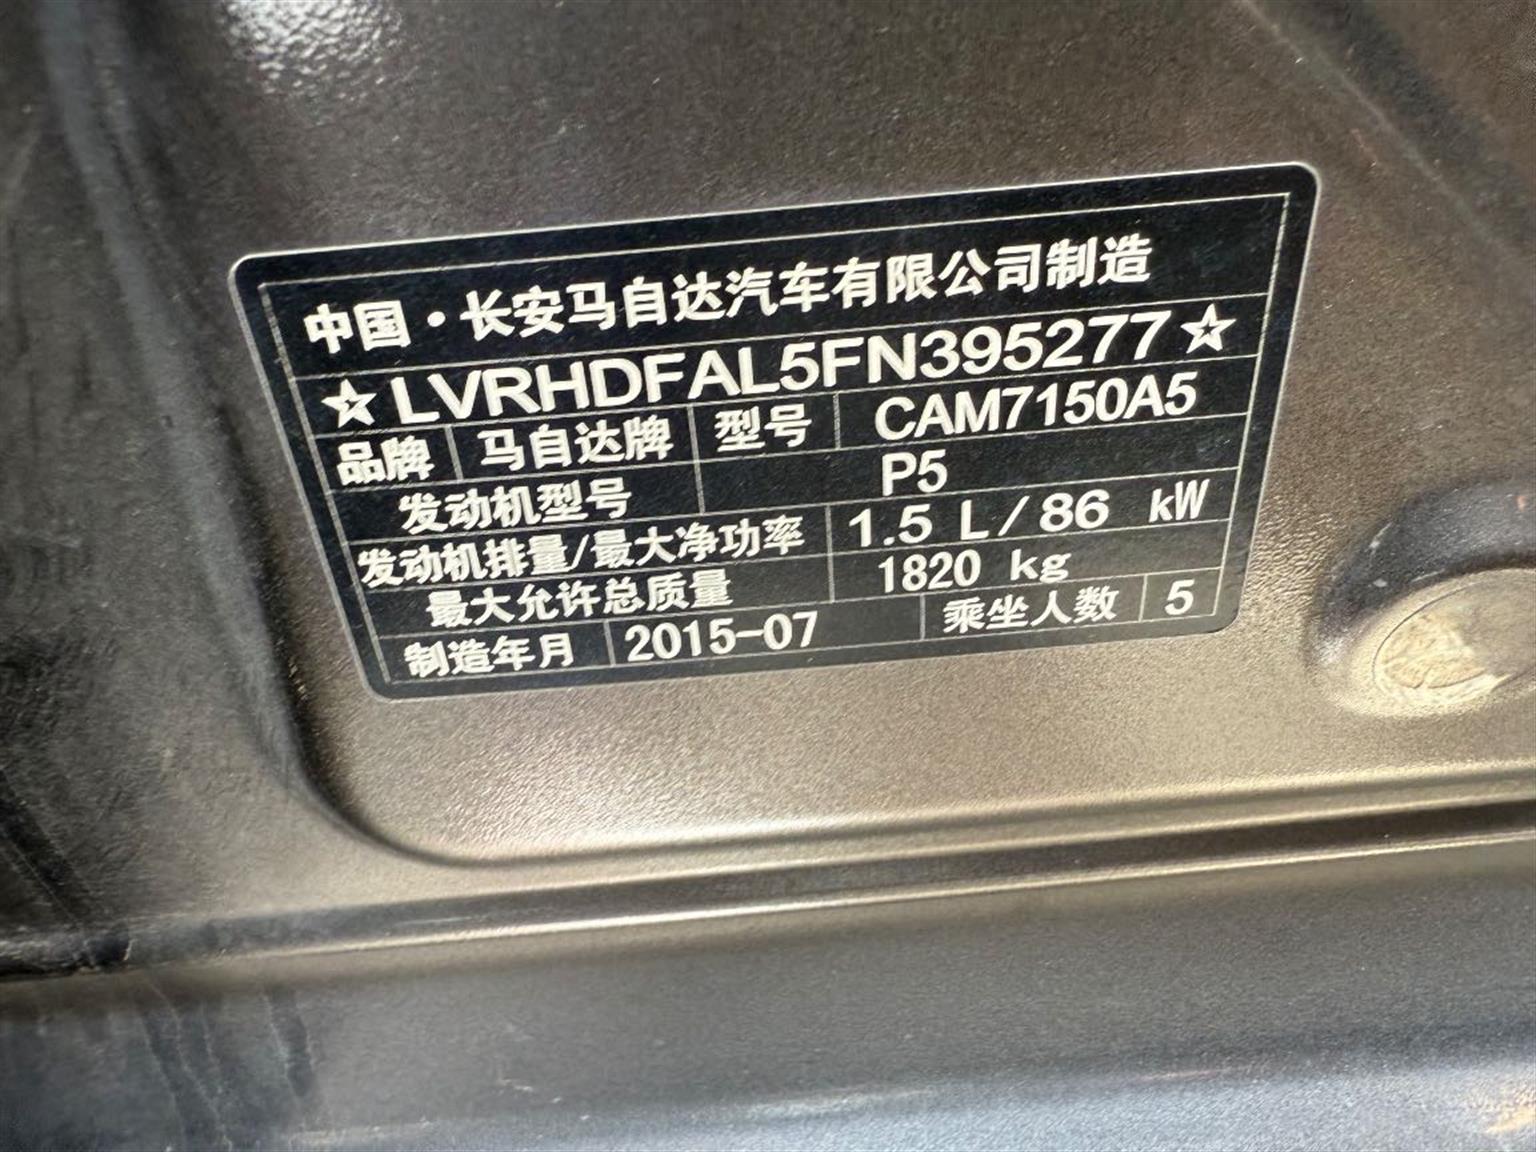 中国·长安马自达汽车有限公司制造
☆LVRHDFAL5FN395277☆
品牌 马自达牌 型号 CAM7150A5
发动机型号 P5
发动机排量/最大净功率 1.5 L/86 kW
最大允许总质量 1820 kg
制造年月 2015-07 乘坐人数 5